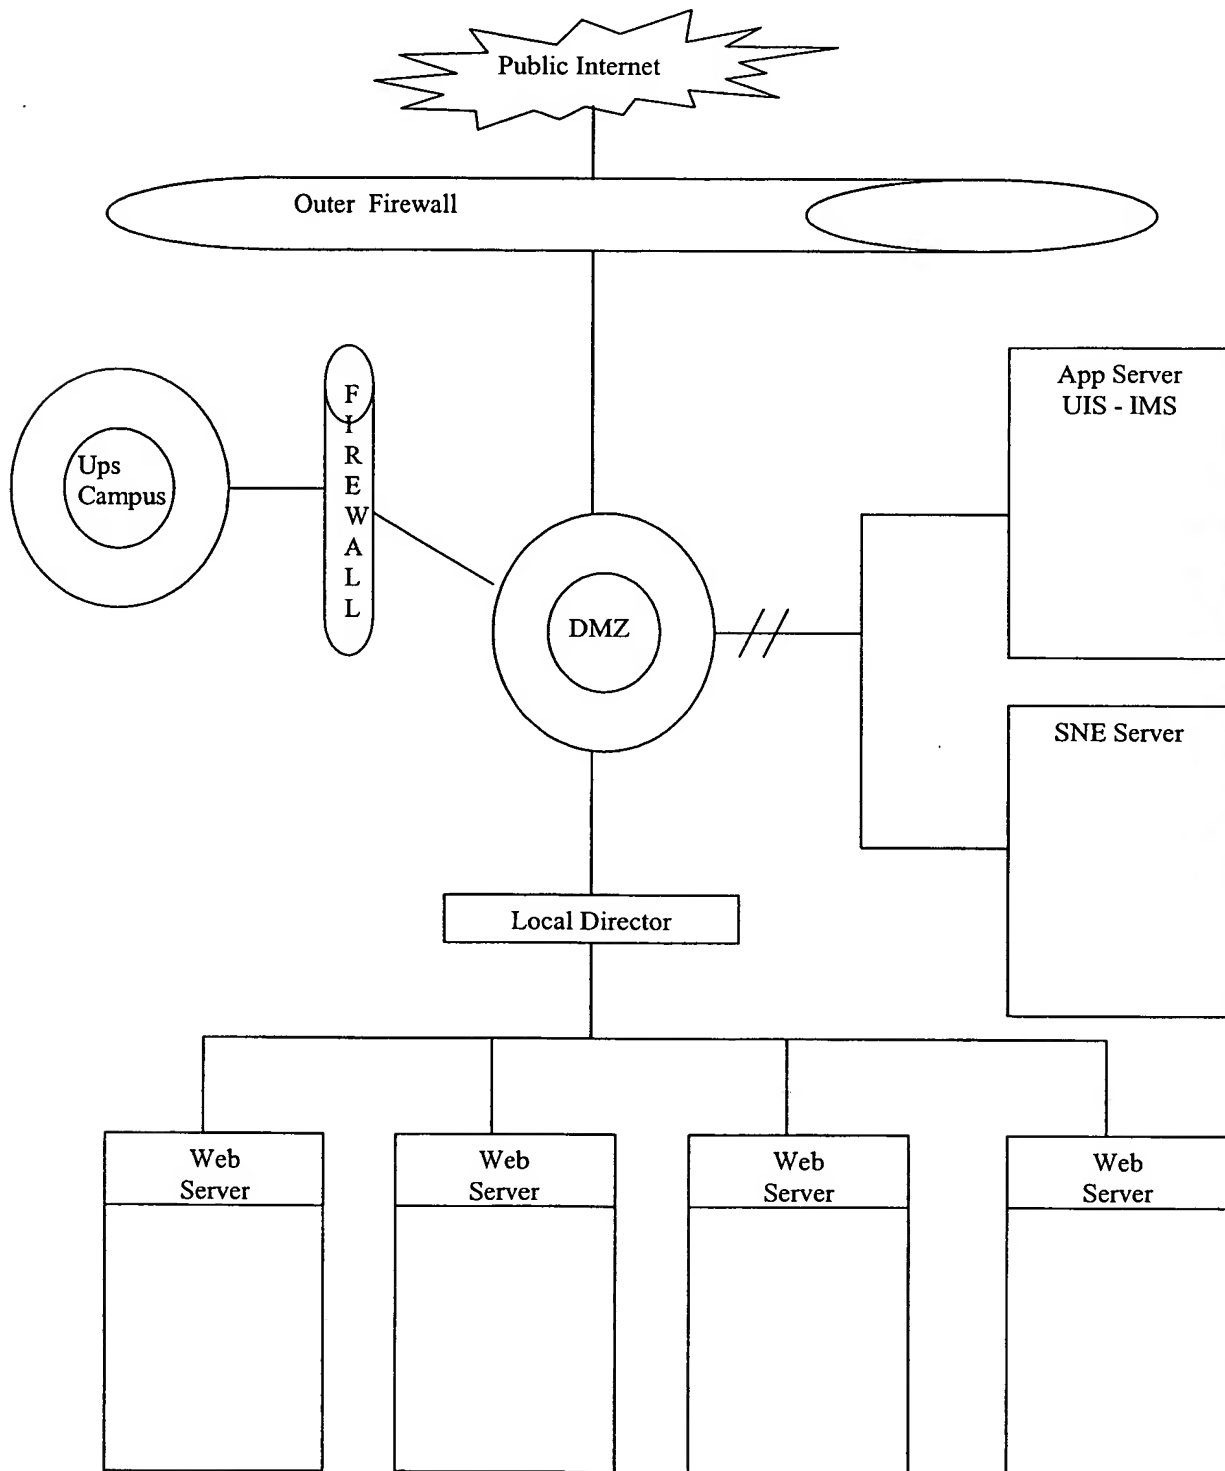 Public Internet
Outer Firewall
App Server
UIS - IMS
FIREWALL
Ups
Campus
DMZ
SNE Server
Local Director
Web
Server
Web
Server
Web
Server
Web
Server